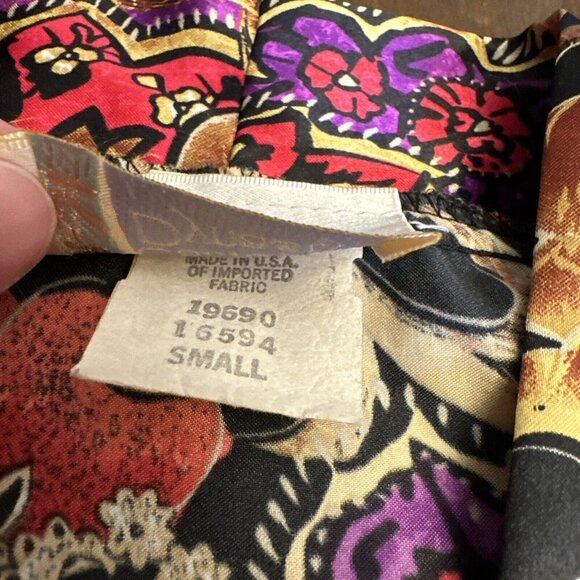 MADE IN U.S.A.
OF IMPORTED
FABRIC
19690
16594
SMALL